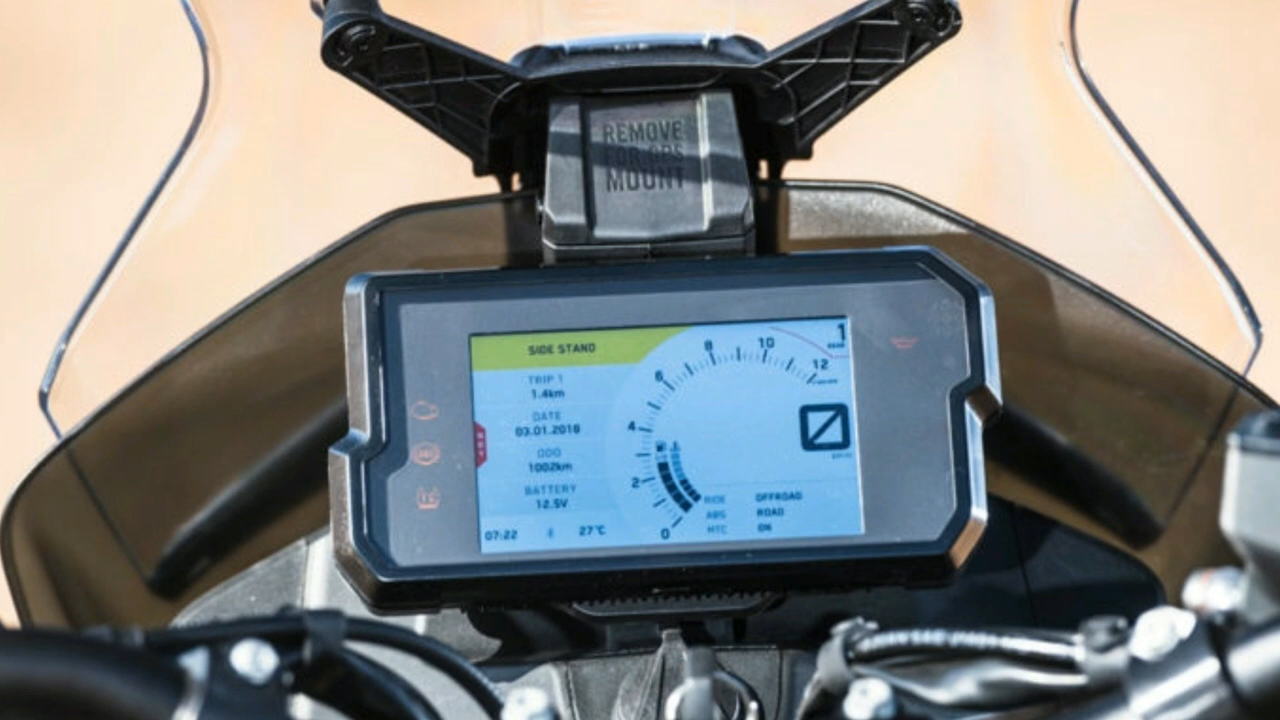 REMOVE
FOR GPS
MOUNT
SIDE STAND
TRIP 1
1.4km
DATE
03.01.2018
ODO
1002km
BATTERY
12.5V
07:22
27°C
0
2
4
6
8
10
12
1
GEAR
RIDE OFFROAD
ABS ROAD
MTC ON